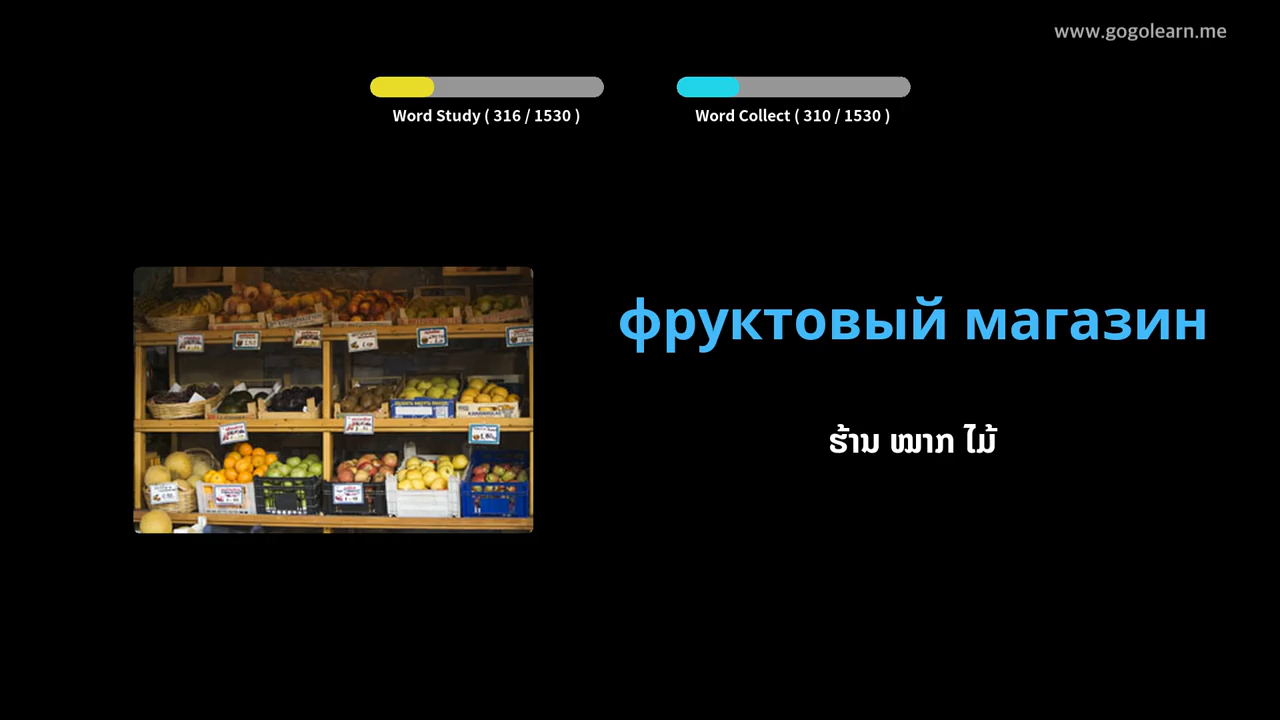 www.gogolearn.me
Word Study ( 316 / 1530 )
Word Collect ( 310 / 1530 )
фруктовый магазин
ຮ້ານ ໝາກ ໄມ້